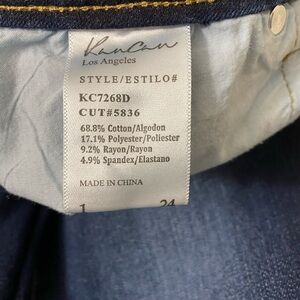 KanCan
Los Angeles
STYLE/ESTILO#
KC7268D
CUT#5836
68.8% Cotton/Algodon
17.1% Polyester/Poliester
9.2% Rayon/Rayon
4.9% Spandex/Elastano
MADE IN CHINA
1 24